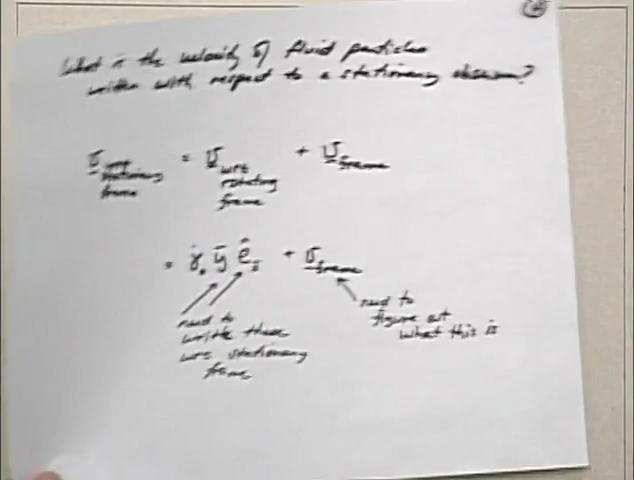 What is the velocity of fluid particles
written with respect to a stationary observer?
v wrt stationary frame = v wrt rotating frame + v frame
= γ̇₀ ȳ ê + v frame
need to
write these
wrt stationary
frame
need to
figure out
what this is